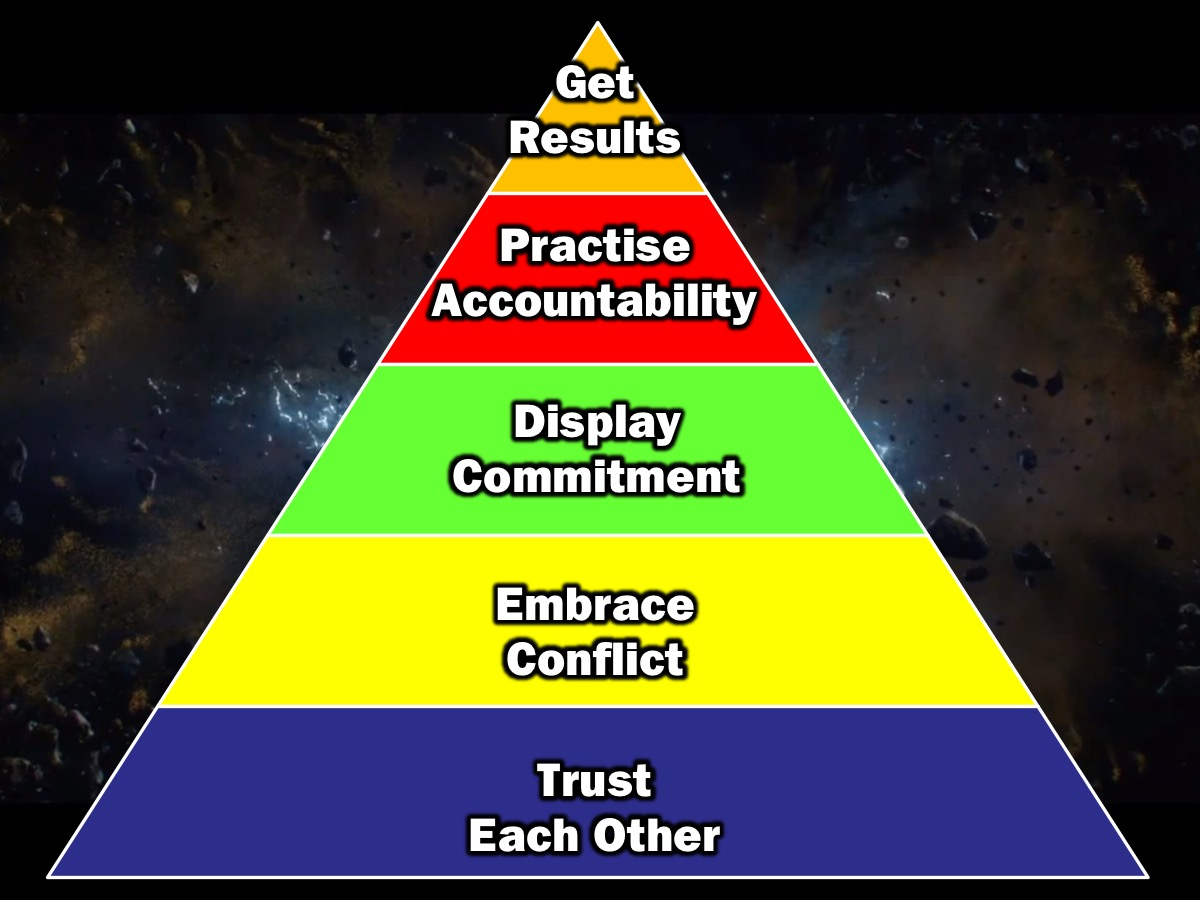 Get
Results
Practise
Accountability
Display
Commitment
Embrace
Conflict
Trust
Each Other